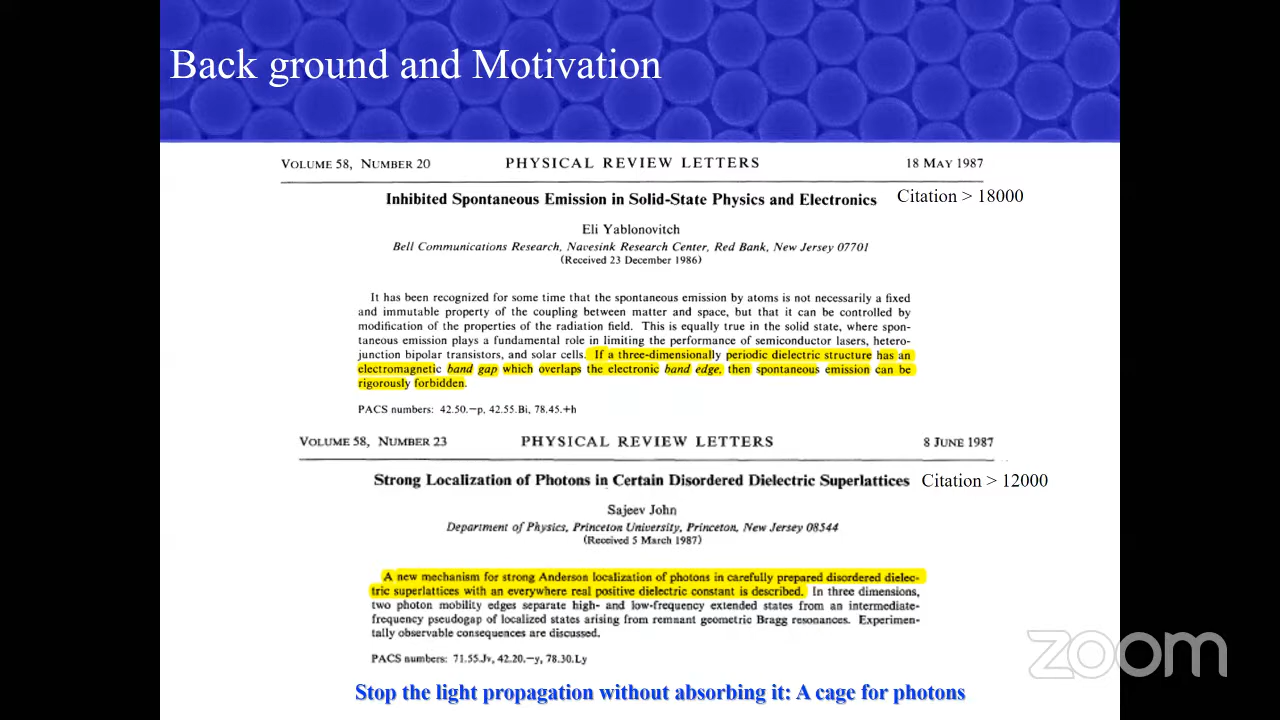 Back ground and Motivation
VOLUME 58, NUMBER 20 PHYSICAL REVIEW LETTERS 18 MAY 1987
Inhibited Spontaneous Emission in Solid-State Physics and Electronics Citation > 18000
Eli Yablonovitch
Bell Communications Research, Navesink Research Center, Red Bank, New Jersey 07701
(Received 23 December 1986)
It has been recognized for some time that the spontaneous emission by atoms is not necessarily a fixed
and immutable property of the coupling between matter and space, but that it can be controlled by
modification of the properties of the radiation field. This is equally true in the solid state, where spon-
taneous emission plays a fundamental role in limiting the performance of semiconductor lasers, hetero-
junction bipolar transistors, and solar cells. If a three-dimensionally periodic dielectric structure has an
electromagnetic band gap which overlaps the electronic band edge, then spontaneous emission can be
rigorously forbidden.
PACS numbers: 42.50.−p, 42.55.Bi, 78.45.+h
VOLUME 58, NUMBER 23 PHYSICAL REVIEW LETTERS 8 JUNE 1987
Strong Localization of Photons in Certain Disordered Dielectric Superlattices Citation > 12000
Sajeev John
Department of Physics, Princeton University, Princeton, New Jersey 08544
(Received 5 March 1987)
A new mechanism for strong Anderson localization of photons in carefully prepared disordered dielec-
tric superlattices with an everywhere real positive dielectric constant is described. In three dimensions,
two photon mobility edges separate high- and low-frequency extended states from an intermediate-
frequency pseudogap of localized states arising from remnant geometric Bragg resonances. Experimen-
tally observable consequences are discussed.
PACS numbers: 71.55.Jv, 42.20.−y, 78.30.Ly
zoom
Stop the light propagation without absorbing it: A cage for photons